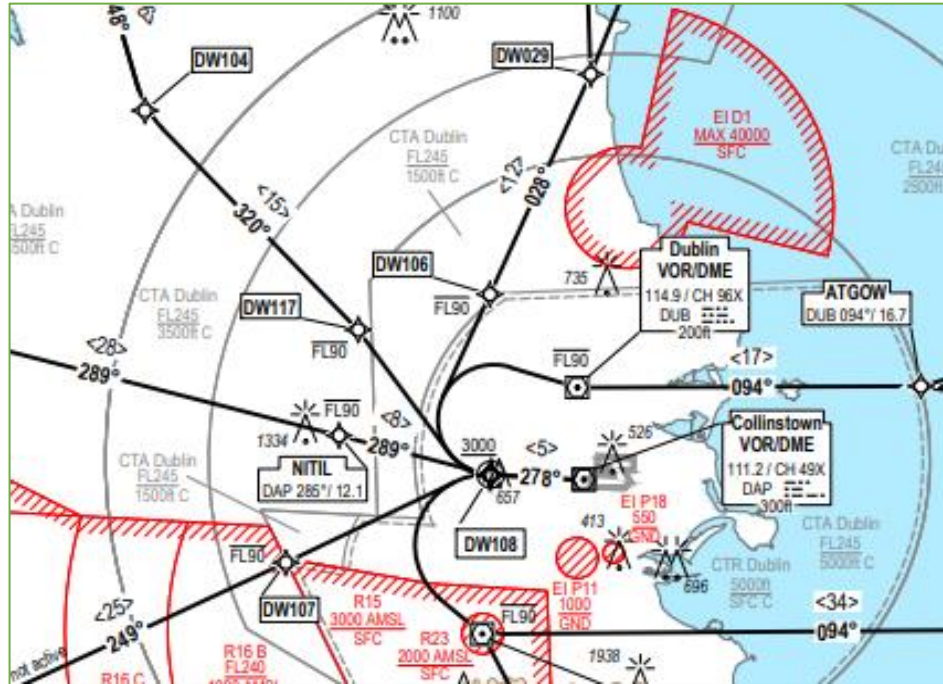 48°
1100
DW104
DW029
EI D1
MAX 40000
SFC
CTA Dublin
FL245
1500ft C
<12>
028°
<15>
320°
CTA Du
2500ft C
A Dublin
500ft C
DW106
Dublin
VOR/DME
114.9 / CH 96X
DUB
200ft
735
FL90
ATGOW
DUB 094°/ 16.7
CTA Dublin
FL245
3500ft C
DW117
FL90
FL90
<17>
094°
<28>
289°
FL90
<8>
289°
1334
NITIL
DAP 285°/ 12.1
3000
<5>
278°
657
526
Collinstown
VOR/DME
111.2 / CH 49X
DAP
300ft
CTA Dublin
FL245
1500ft C
EI P18
550
GND
413
DW108
FL90
DW107
EI P11
1000
GND
696
CTR Dublin
5000ft
SFC C
CTA Dublin
FL245
5000ft C
<25>
249°
R15
3000 AMSL
SFC
FL90
R23
2000 AMSL
SFC
<34>
094°
not active
R16 C
R16 B
FL240
1938